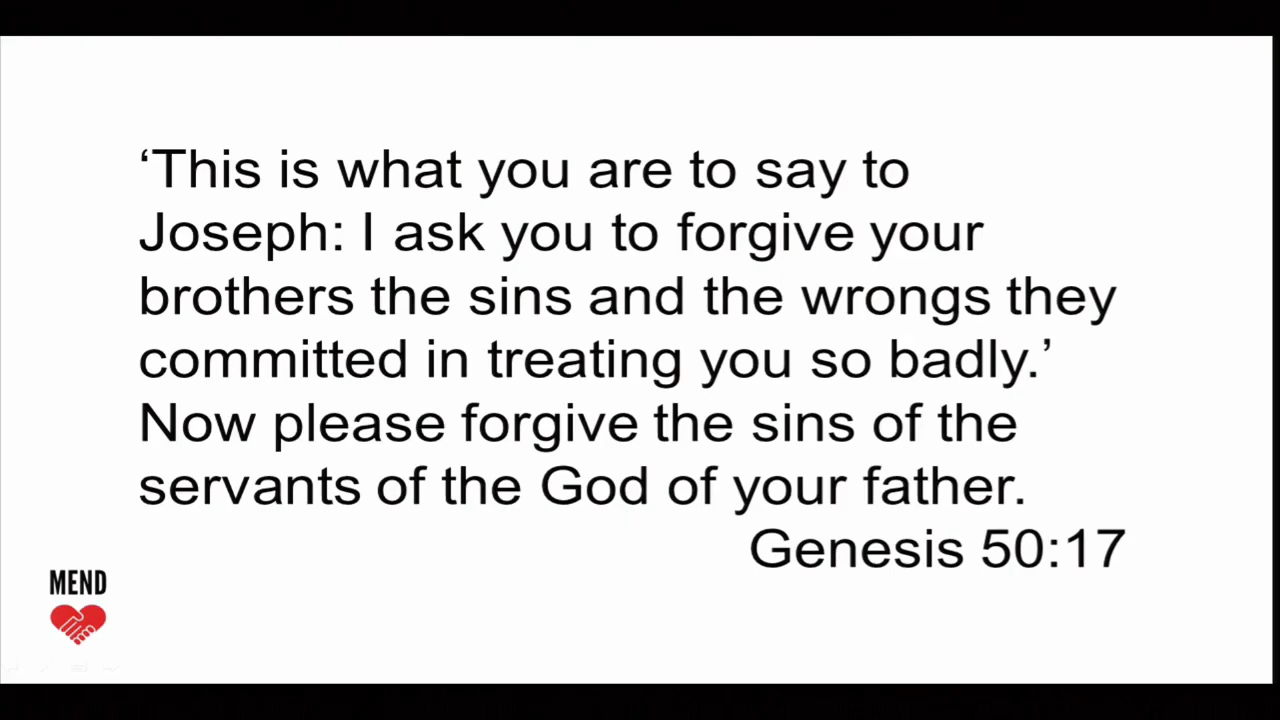 ‘This is what you are to say to
Joseph: I ask you to forgive your
brothers the sins and the wrongs they
committed in treating you so badly.’
Now please forgive the sins of the
servants of the God of your father.
Genesis 50:17
MEND